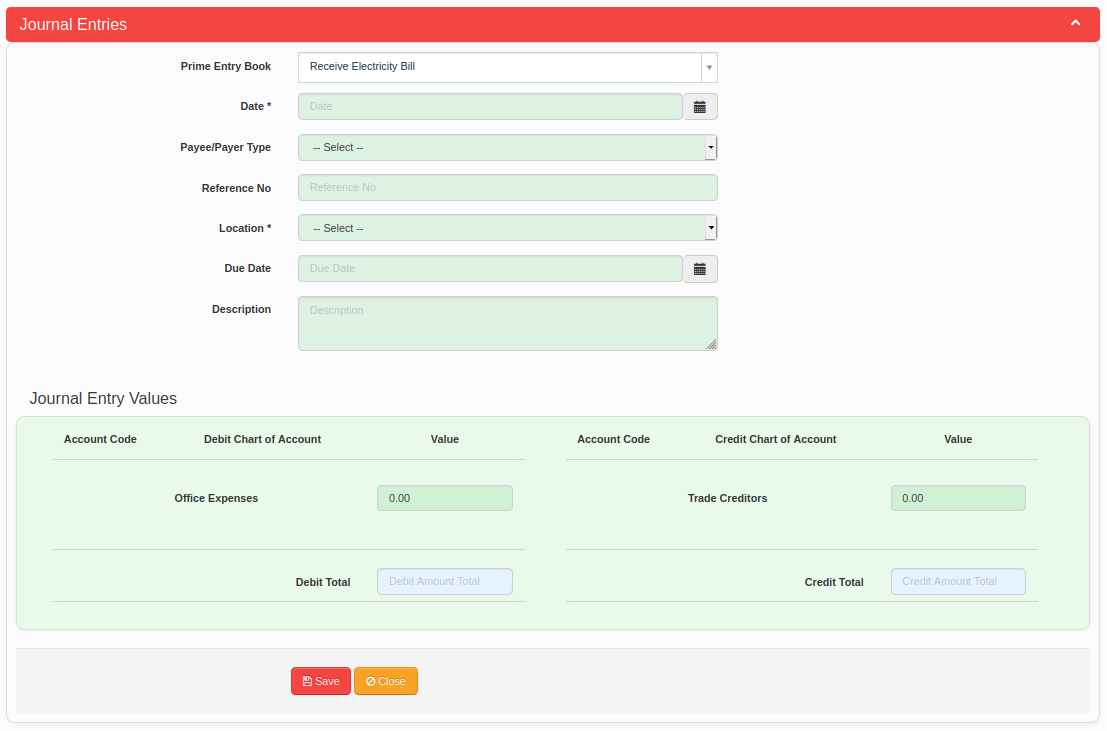 Journal Entries
Prime Entry Book Receive Electricity Bill
Date * Date
Payee/Payer Type -- Select --
Reference No Reference No
Location * -- Select --
Due Date Due Date
Description Description
Journal Entry Values
Account Code Debit Chart of Account Value Account Code Credit Chart of Account Value
Office Expenses 0.00 Trade Creditors 0.00
Debit Total Debit Amount Total Credit Total Credit Amount Total
Save Close